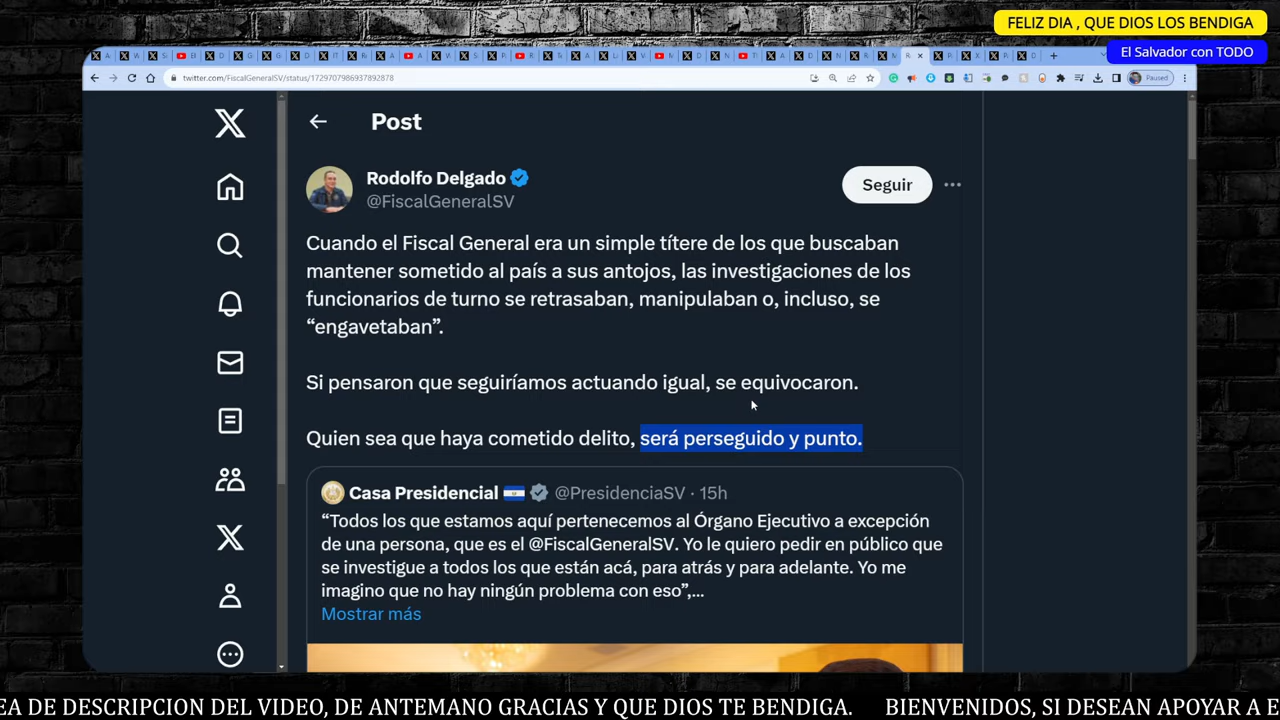 FELIZ DIA , QUE DIOS LOS BENDIGA
El Salvador con TODO
Paused
twitter.com/FiscalGeneralSV/status/1729707986937892878
Post
Rodolfo Delgado
@FiscalGeneralSV
Seguir
Cuando el Fiscal General era un simple títere de los que buscaban
mantener sometido al país a sus antojos, las investigaciones de los
funcionarios de turno se retrasaban, manipulaban o, incluso, se
“engavetaban”.
Si pensaron que seguiríamos actuando igual, se equivocaron.
Quien sea que haya cometido delito, será perseguido y punto.
Casa Presidencial @PresidenciaSV · 15h
“Todos los que estamos aquí pertenecemos al Órgano Ejecutivo a excepción
de una persona, que es el @FiscalGeneralSV. Yo le quiero pedir en público que
se investigue a todos los que están acá, para atrás y para adelante. Yo me
imagino que no hay ningún problema con eso”,...
Mostrar más
EA DE DESCRIPCION DEL VIDEO, DE ANTEMANO GRACIAS Y QUE DIOS TE BENDIGA. BIENVENIDOS, SI DESEAN APOYAR A E